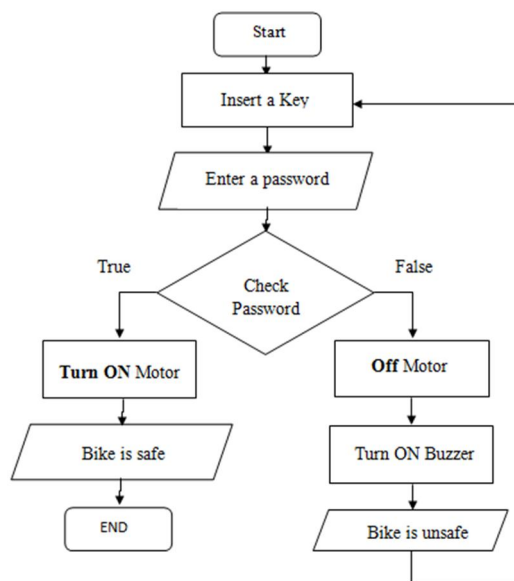 Start
Insert a Key
Enter a password
True
False
Check
Password
Turn ON Motor
Off Motor
Bike is safe
Turn ON Buzzer
END
Bike is unsafe